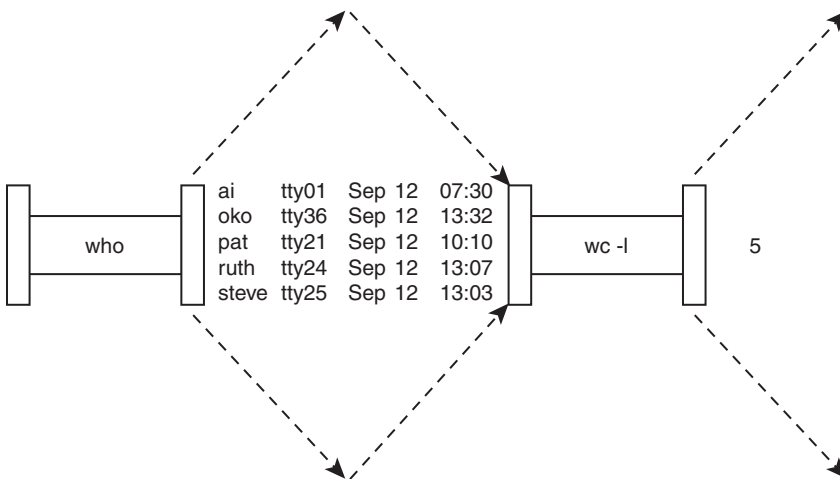 who
ai tty01 Sep 12 07:30
oko tty36 Sep 12 13:32
pat tty21 Sep 12 10:10
ruth tty24 Sep 12 13:07
steve tty25 Sep 12 13:03
wc -l
5